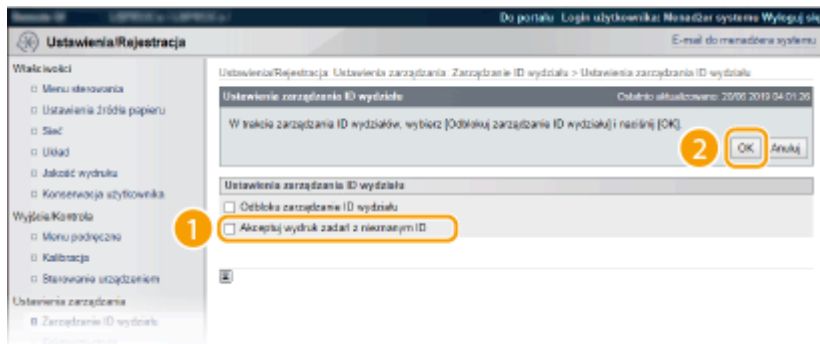 Do portalu Login użytkownika: Menadżer systemu Wyloguj się
Ustawienia/Rejestracja
E-mail do menadżera systemu
Właściwości
Menu sterowania
Ustawienia źródła papieru
Sieć
Układ
Jakość wydruku
Konserwacja użytkownika
Wyjście/Kontrola
Menu podręczne
Kalibracja
Sterowanie urządzeniem
Ustawienia zarządzania
Zarządzanie ID wydziału
Ustawienia/Rejestracja: Ustawienia zarządzania: Zarządzanie ID wydziału > Ustawienia zarządzania ID wydziału
Ustawienia zarządzania ID wydziału
Ostatnio aktualizowano: 20/06 2019 04:01:26
W trakcie zarządzania ID wydziałów, wybierz [Odblokuj zarządzanie ID wydziału] i naciśnij [OK].
2
OK Anuluj
Ustawienia zarządzania ID wydziału
Odbloku zarządzanie ID wydziału
1
Akceptuj wydruk zadań z nieznanym ID